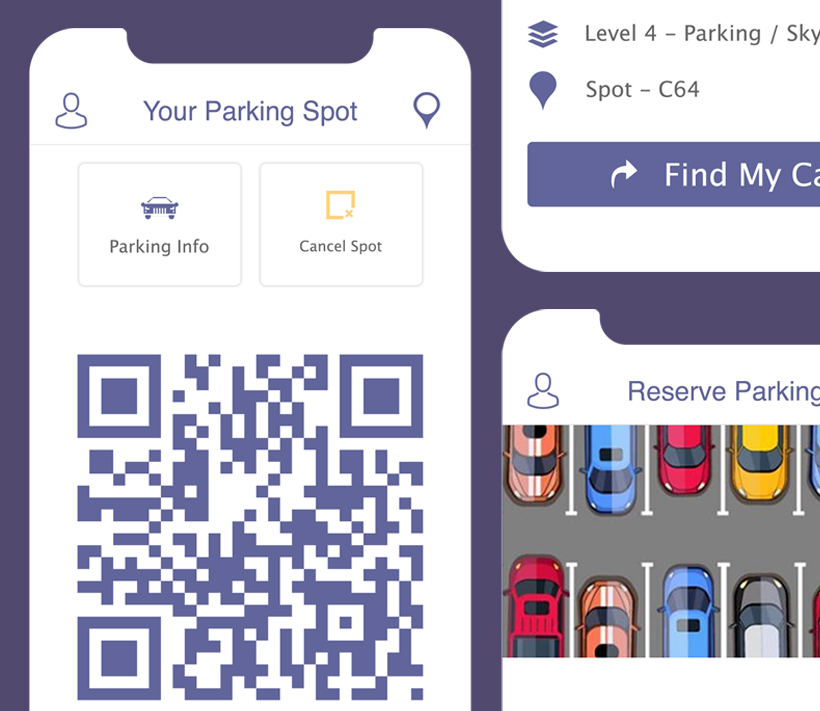 Your Parking Spot
Parking Info
Cancel Spot
Level 4 – Parking / Sky
Spot – C64
Find My Ca
Reserve Parking